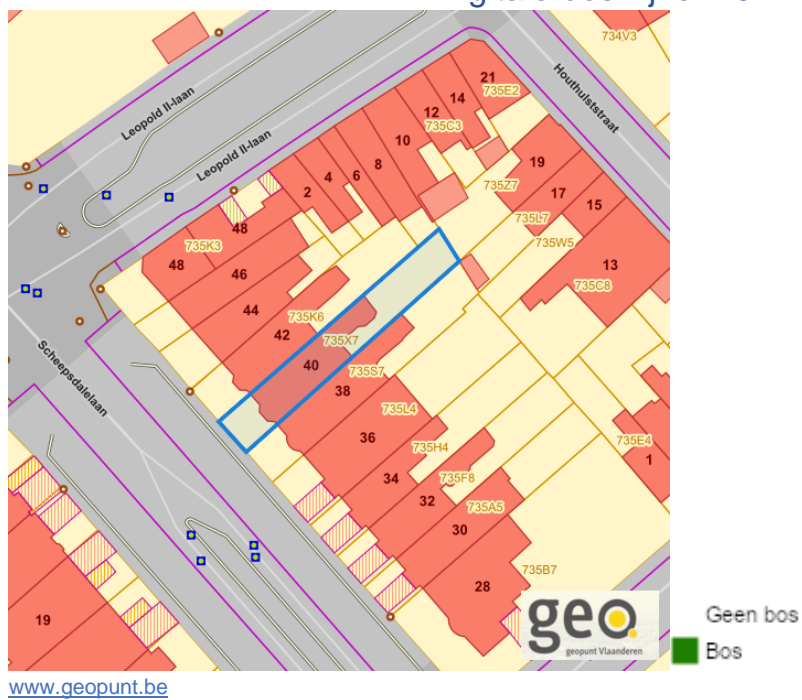 734V3
Houthulststraat
Leopold II-laan
Leopold II-laan
21
735E2
14
12
735C3
10
8
6
4
2
19
735Z7
17
15
735L7
735W5
13
735C8
48
735K3
48
46
44
735K6
42
735X7
40
735S7
38
735L4
36
735H4
34
735F8
32
735A5
30
735B7
28
735E4
1
Scheepsdalelaan
19
geo.
geopunt Vlaanderen
Geen bos
Bos
www.geopunt.be